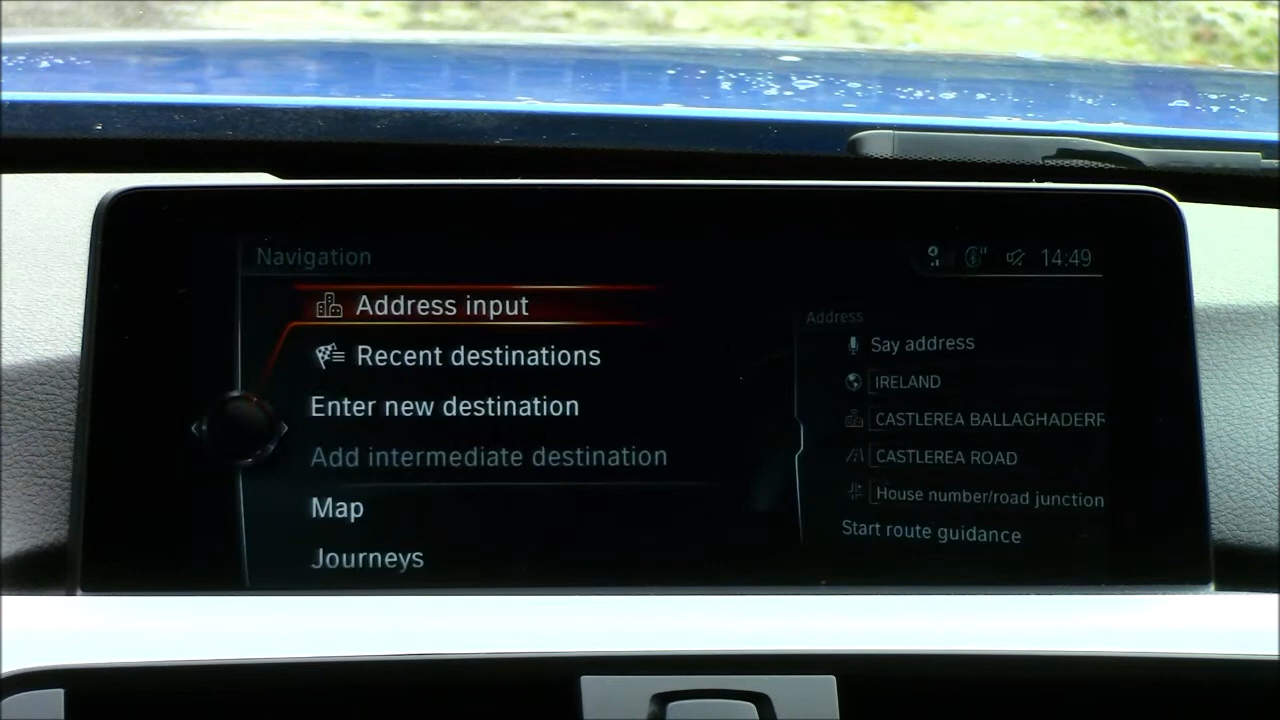 Navigation
14:49
Address input
Recent destinations
Enter new destination
Add intermediate destination
Map
Journeys
Address
Say address
IRELAND
CASTLEREA BALLAGHADERR
CASTLEREA ROAD
House number/road junction
Start route guidance